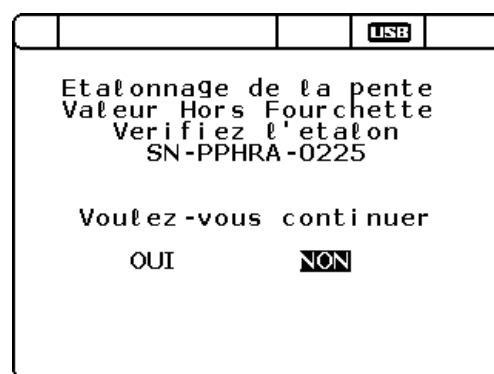 USB
Etalonnage de la pente
Valeur Hors Fourchette
Verifiez l'etalon
SN-PPHRA-0225
Voulez-vous continuer
OUI NON